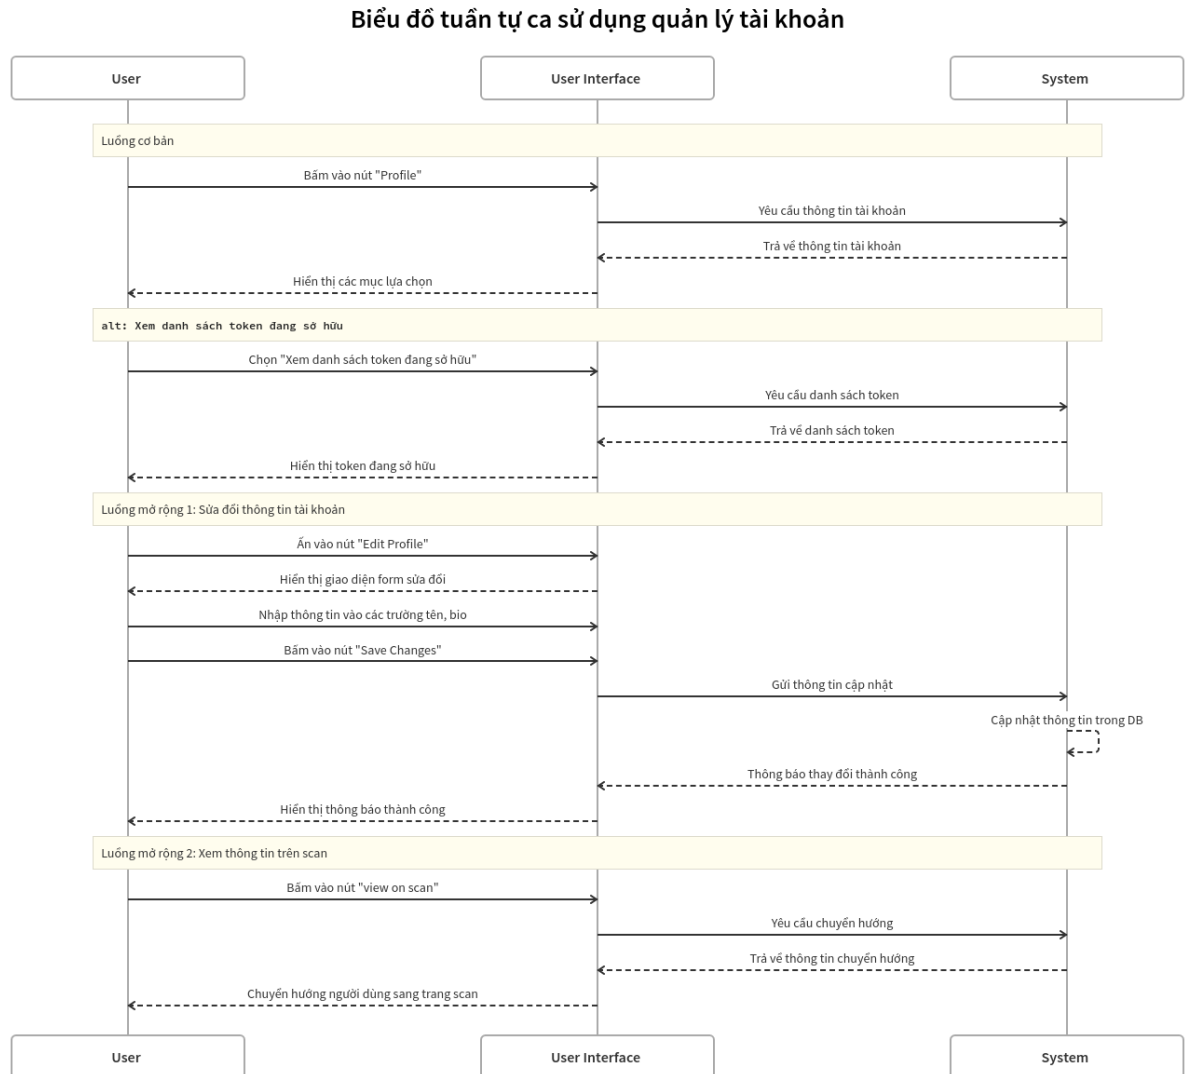 Biểu đồ tuần tự ca sử dụng quản lý tài khoản
User
User Interface
System
Luồng cơ bản
Bấm vào nút "Profile"
Yêu cầu thông tin tài khoản
Trả về thông tin tài khoản
Hiển thị các mục lựa chọn
alt: Xem danh sách token đang sở hữu
Chọn "Xem danh sách token đang sở hữu"
Yêu cầu danh sách token
Trả về danh sách token
Hiển thị token đang sở hữu
Luồng mở rộng 1: Sửa đổi thông tin tài khoản
Ấn vào nút "Edit Profile"
Hiển thị giao diện form sửa đổi
Nhập thông tin vào các trường tên, bio
Bấm vào nút "Save Changes"
Gửi thông tin cập nhật
Cập nhật thông tin trong DB
Thông báo thay đổi thành công
Hiển thị thông báo thành công
Luồng mở rộng 2: Xem thông tin trên scan
Bấm vào nút "view on scan"
Yêu cầu chuyển hướng
Trả về thông tin chuyển hướng
Chuyển hướng người dùng sang trang scan
User
User Interface
System